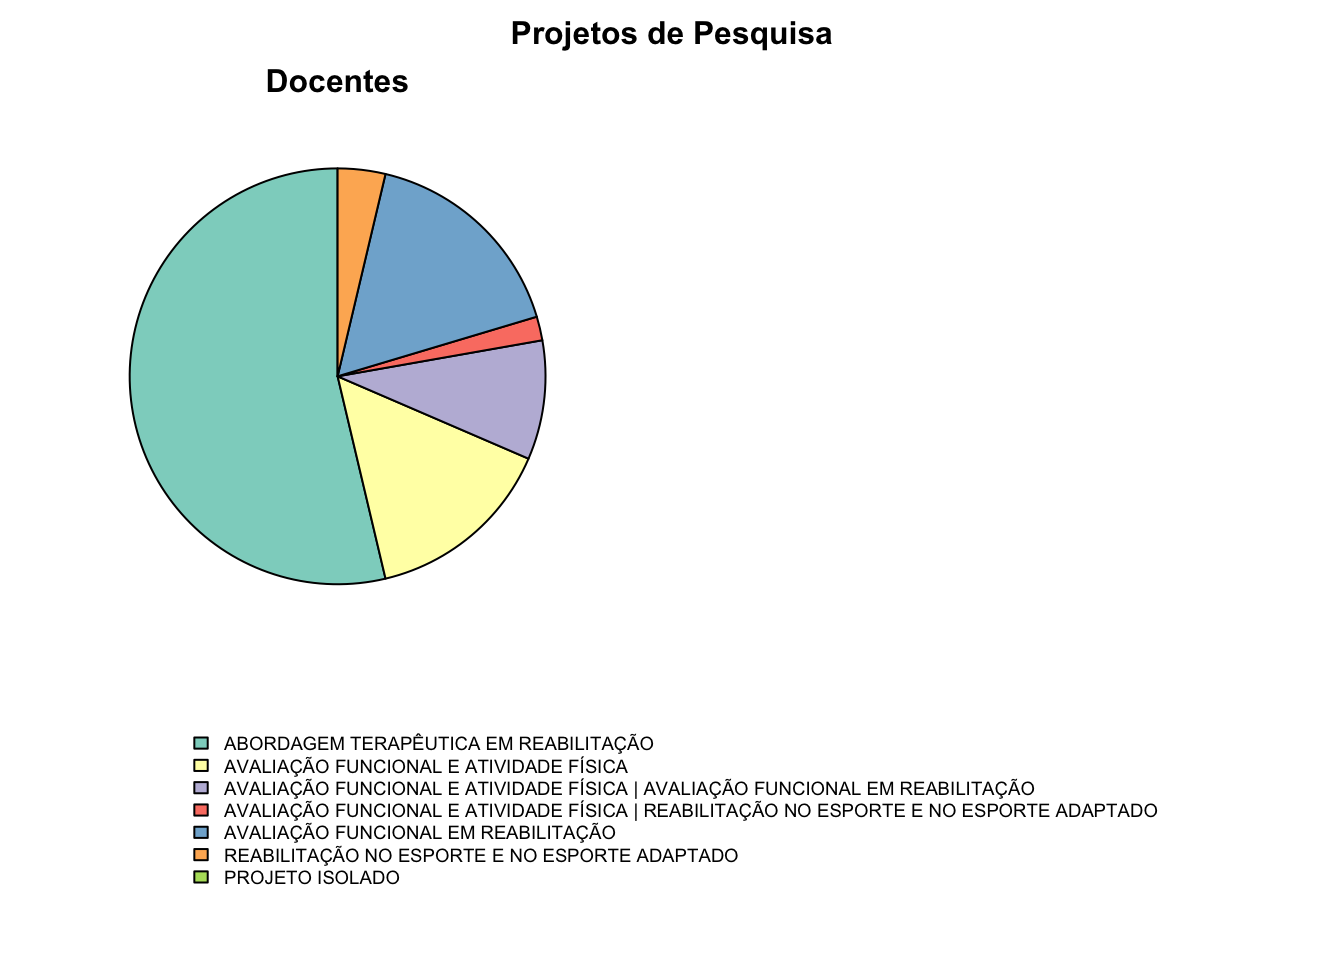 Projetos de Pesquisa
Docentes
ABORDAGEM TERAPÊUTICA EM REABILITAÇÃO
AVALIAÇÃO FUNCIONAL E ATIVIDADE FÍSICA
AVALIAÇÃO FUNCIONAL E ATIVIDADE FÍSICA | AVALIAÇÃO FUNCIONAL EM REABILITAÇÃO
AVALIAÇÃO FUNCIONAL E ATIVIDADE FÍSICA | REABILITAÇÃO NO ESPORTE E NO ESPORTE ADAPTADO
AVALIAÇÃO FUNCIONAL EM REABILITAÇÃO
REABILITAÇÃO NO ESPORTE E NO ESPORTE ADAPTADO
PROJETO ISOLADO